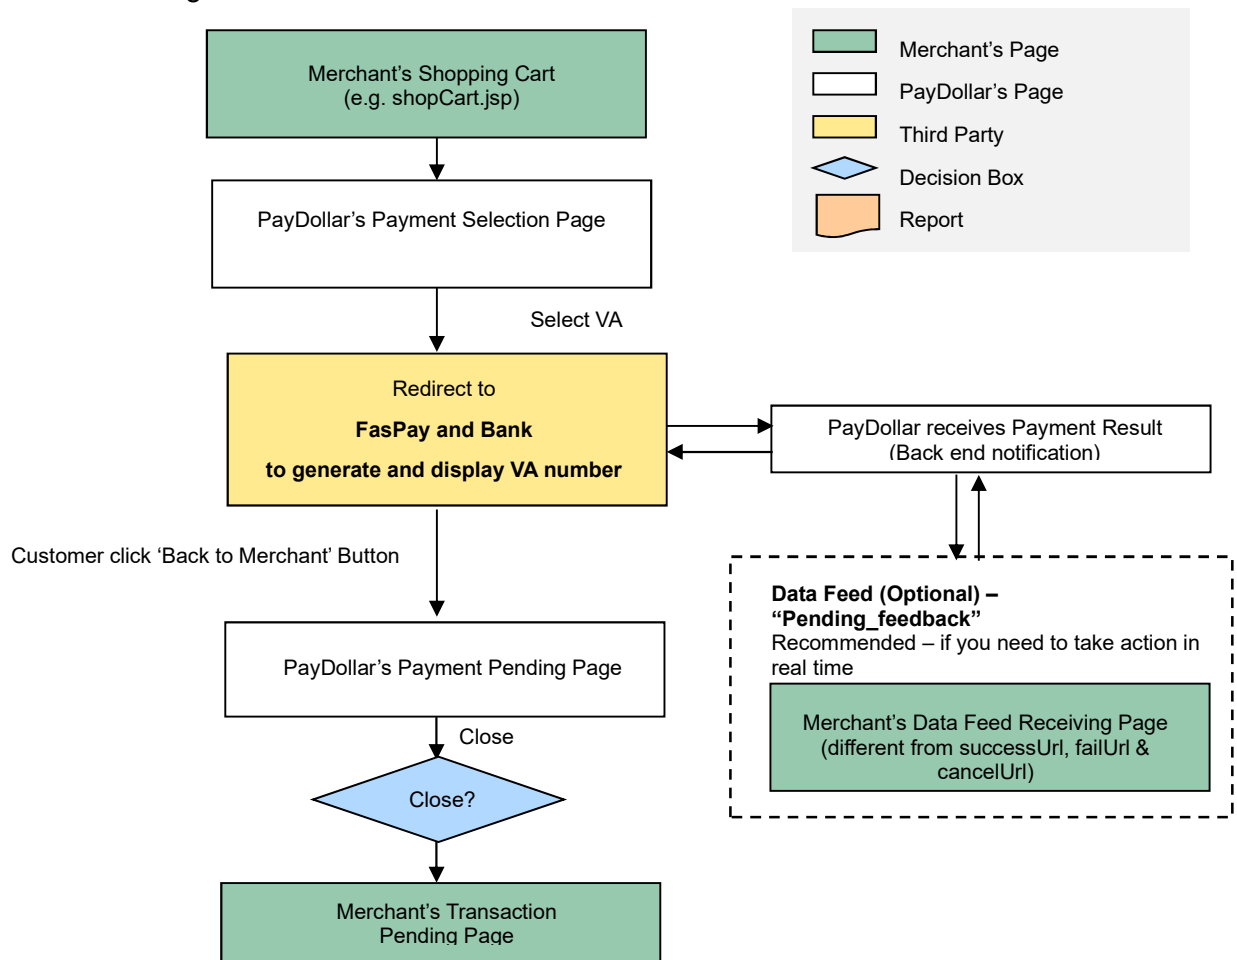 Merchant’s Shopping Cart
(e.g. shopCart.jsp)
Merchant’s Page
PayDollar’s Page
Third Party
Decision Box
Report
PayDollar’s Payment Selection Page
Select VA
Redirect to
FasPay and Bank
to generate and display VA number
PayDollar receives Payment Result
(Back end notification)
Customer click ‘Back to Merchant’ Button
Data Feed (Optional) –
“Pending_feedback”
Recommended – if you need to take action in
real time
Merchant’s Data Feed Receiving Page
(different from successUrl, failUrl &
cancelUrl)
PayDollar’s Payment Pending Page
Close
Close?
Merchant’s Transaction
Pending Page